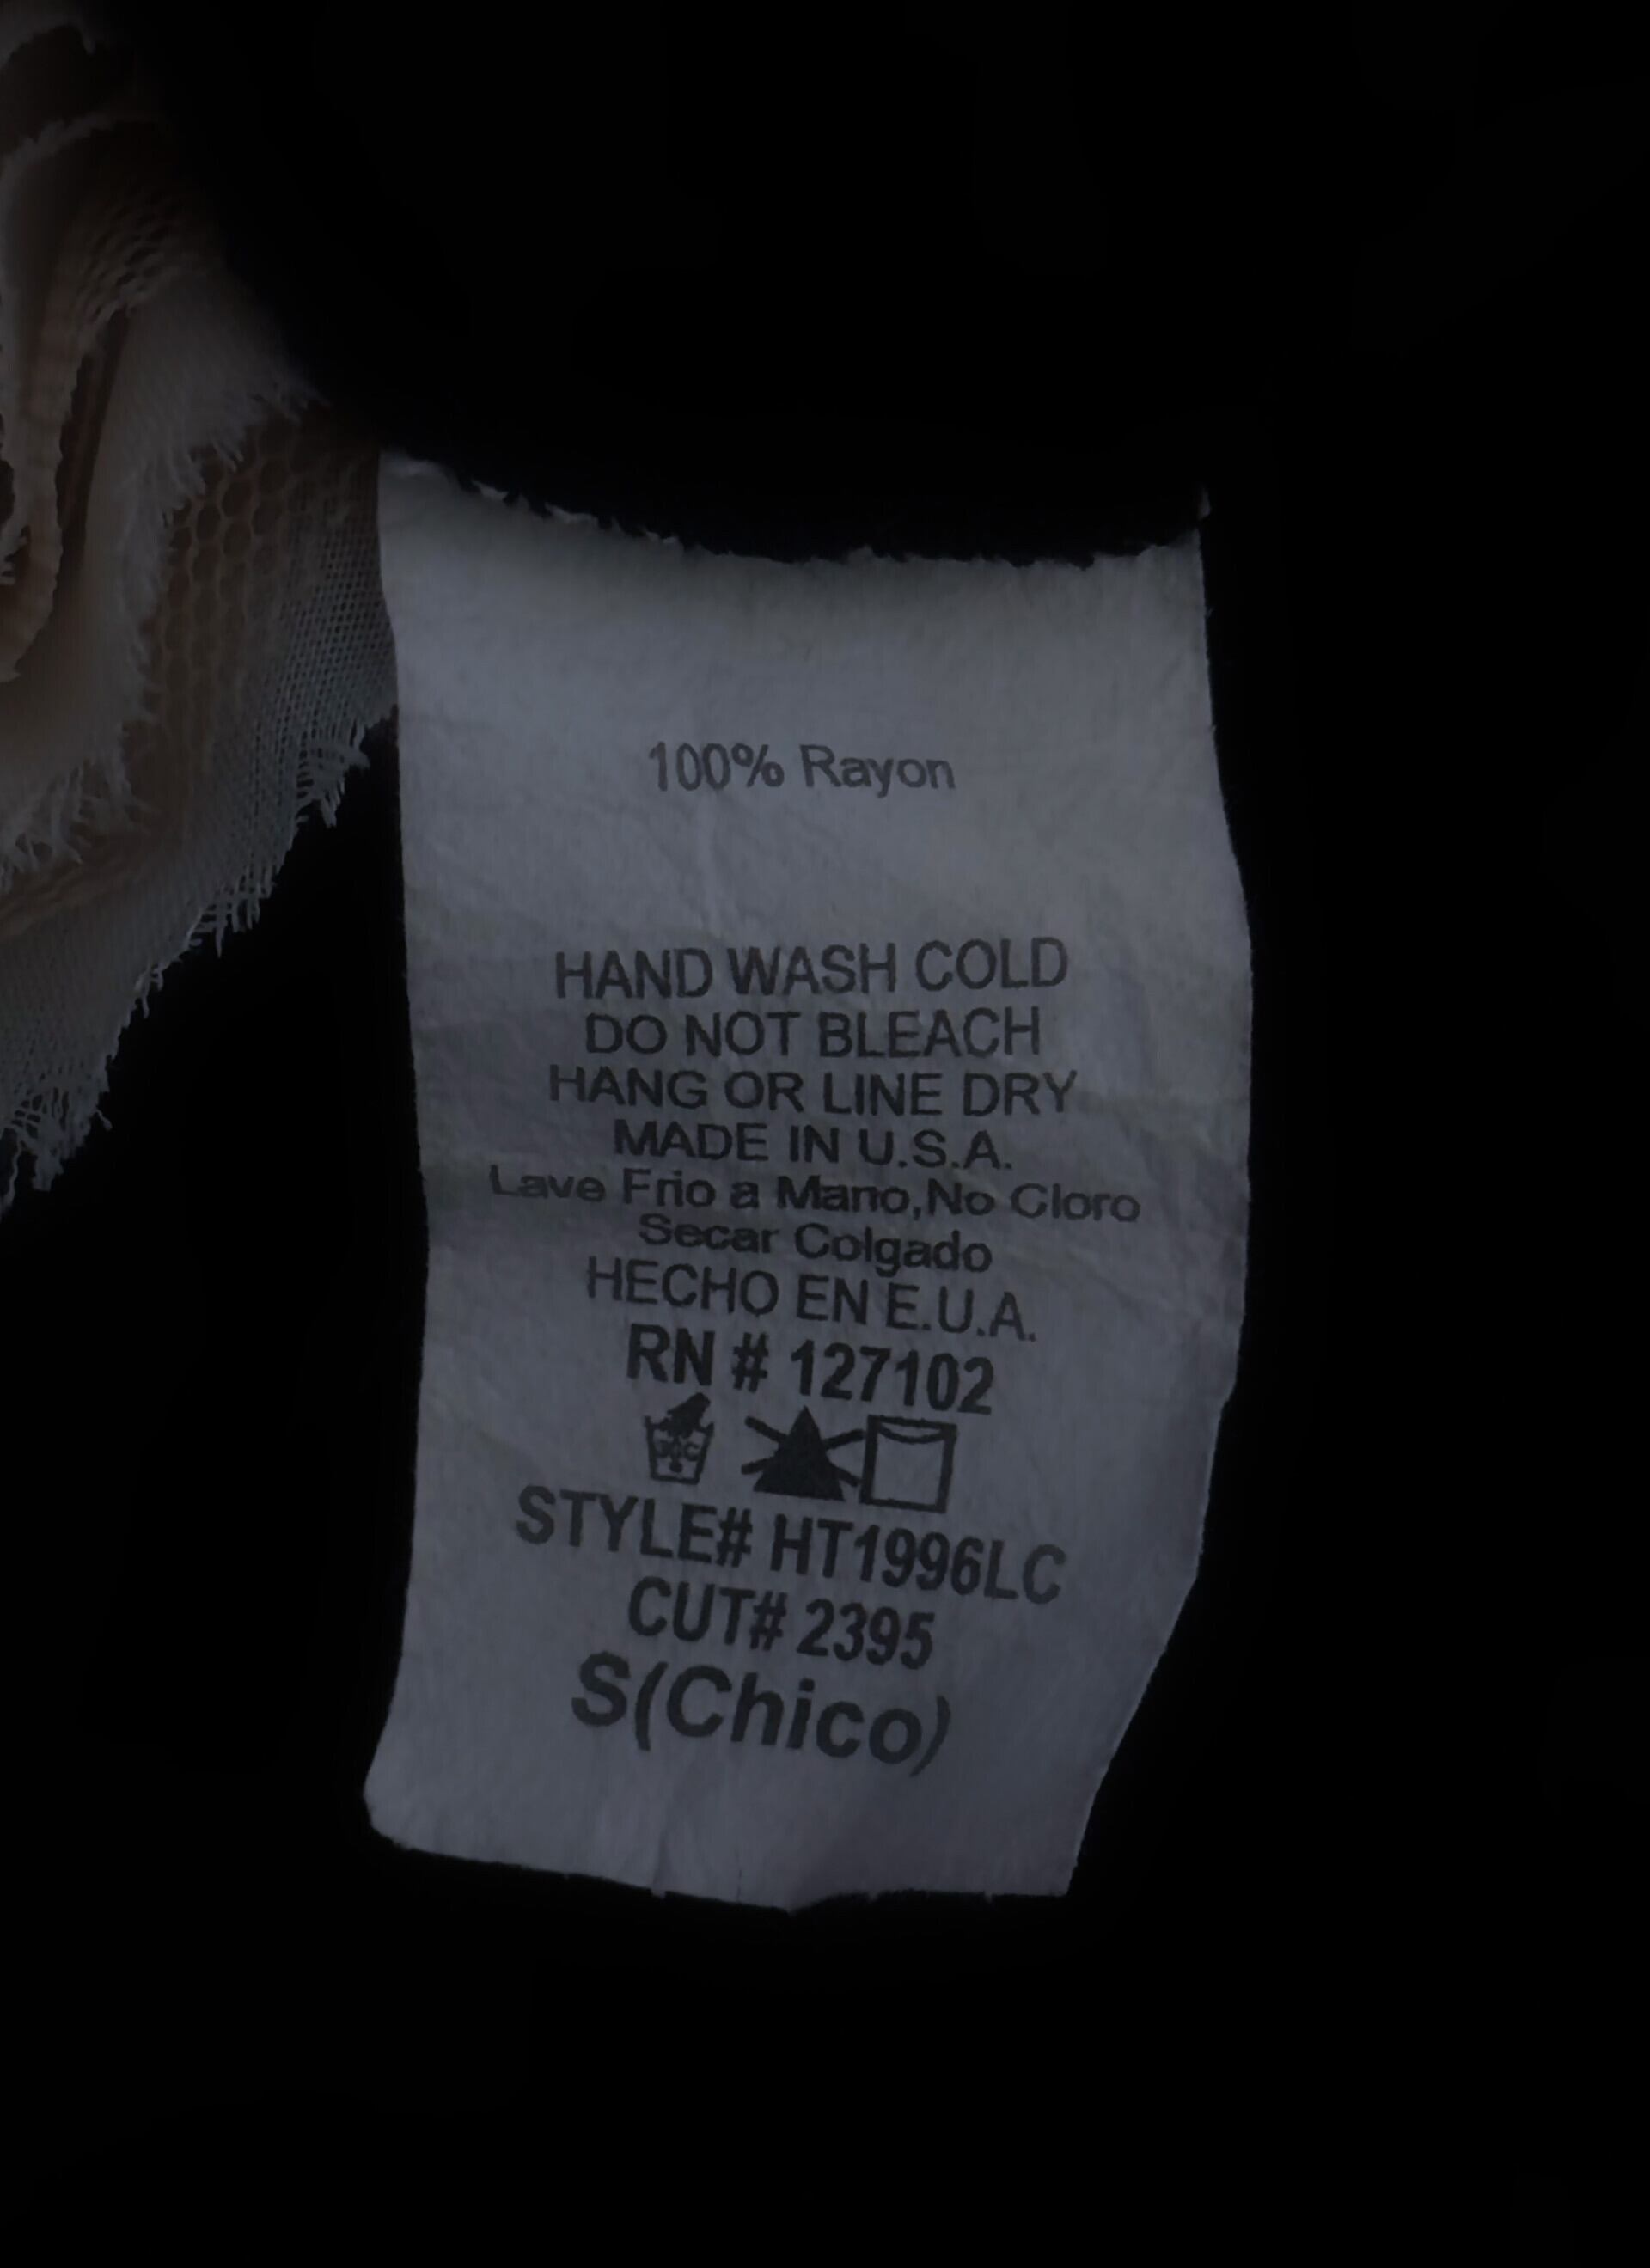 100% Rayon
HAND WASH COLD
DO NOT BLEACH
HANG OR LINE DRY
MADE IN U.S.A.
Lave Frio a Mano,No Cloro
Secar Colgado
HECHO EN E.U.A.
RN # 127102
STYLE# HT1996LC
CUT# 2395
S(Chico)